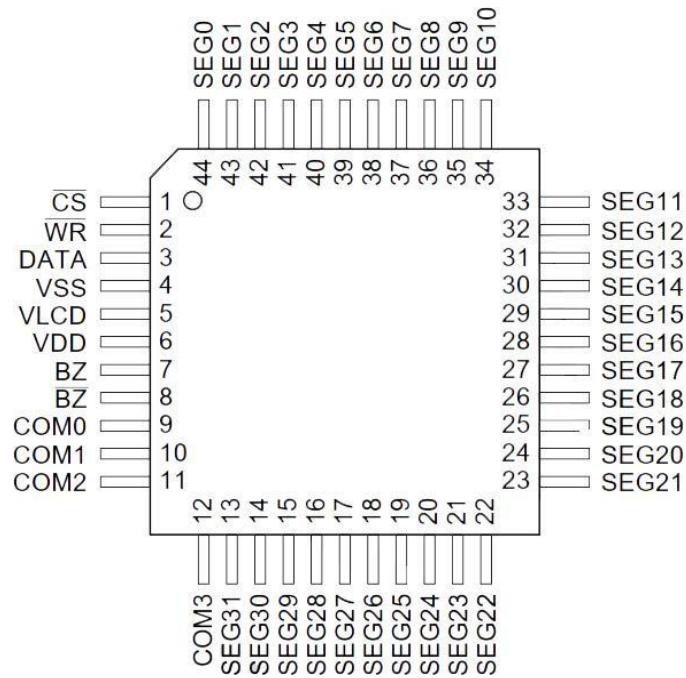 SEG0
SEG1
SEG2
SEG3
SEG4
SEG5
SEG6
SEG7
SEG8
SEG9
SEG10
44 43 42 41 40 39 38 37 36 35 34
C̅S̅ 1 33 SEG11
W̅R̅ 2 32 SEG12
DATA 3 31 SEG13
VSS 4 30 SEG14
VLCD 5 29 SEG15
VDD 6 28 SEG16
BZ 7 27 SEG17
B̅Z̅ 8 26 SEG18
COM0 9 25 SEG19
COM1 10 24 SEG20
COM2 11 23 SEG21
12 13 14 15 16 17 18 19 20 21 22
COM3
SEG31
SEG30
SEG29
SEG28
SEG27
SEG26
SEG25
SEG24
SEG23
SEG22